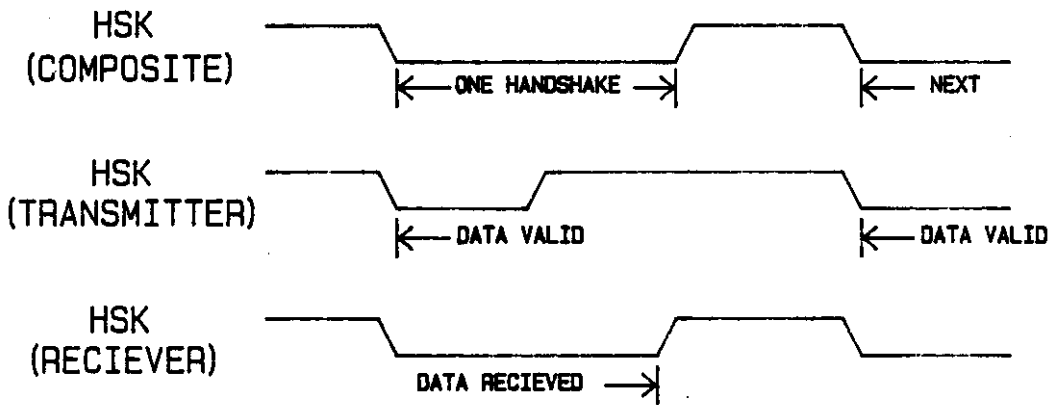 HSK
(COMPOSITE)
ONE HANDSHAKE
NEXT
HSK
(TRANSMITTER)
DATA VALID
DATA VALID
HSK
(RECIEVER)
DATA RECIEVED